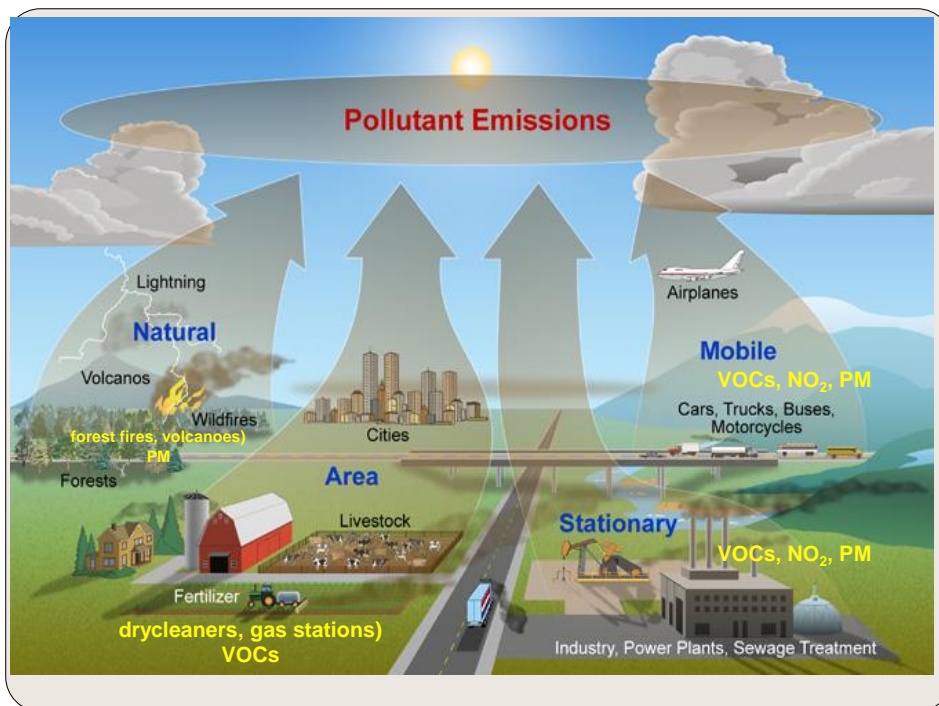 Pollutant Emissions
Lightning
Natural
Volcanos
Wildfires
forest fires, volcanoes)
PM
Forests
Cities
Airplanes
Mobile
VOCs, NO₂, PM
Cars, Trucks, Buses,
Motorcycles
Area
Livestock
Fertilizer
drycleaners, gas stations)
VOCs
Stationary
VOCs, NO₂, PM
Industry, Power Plants, Sewage Treatment